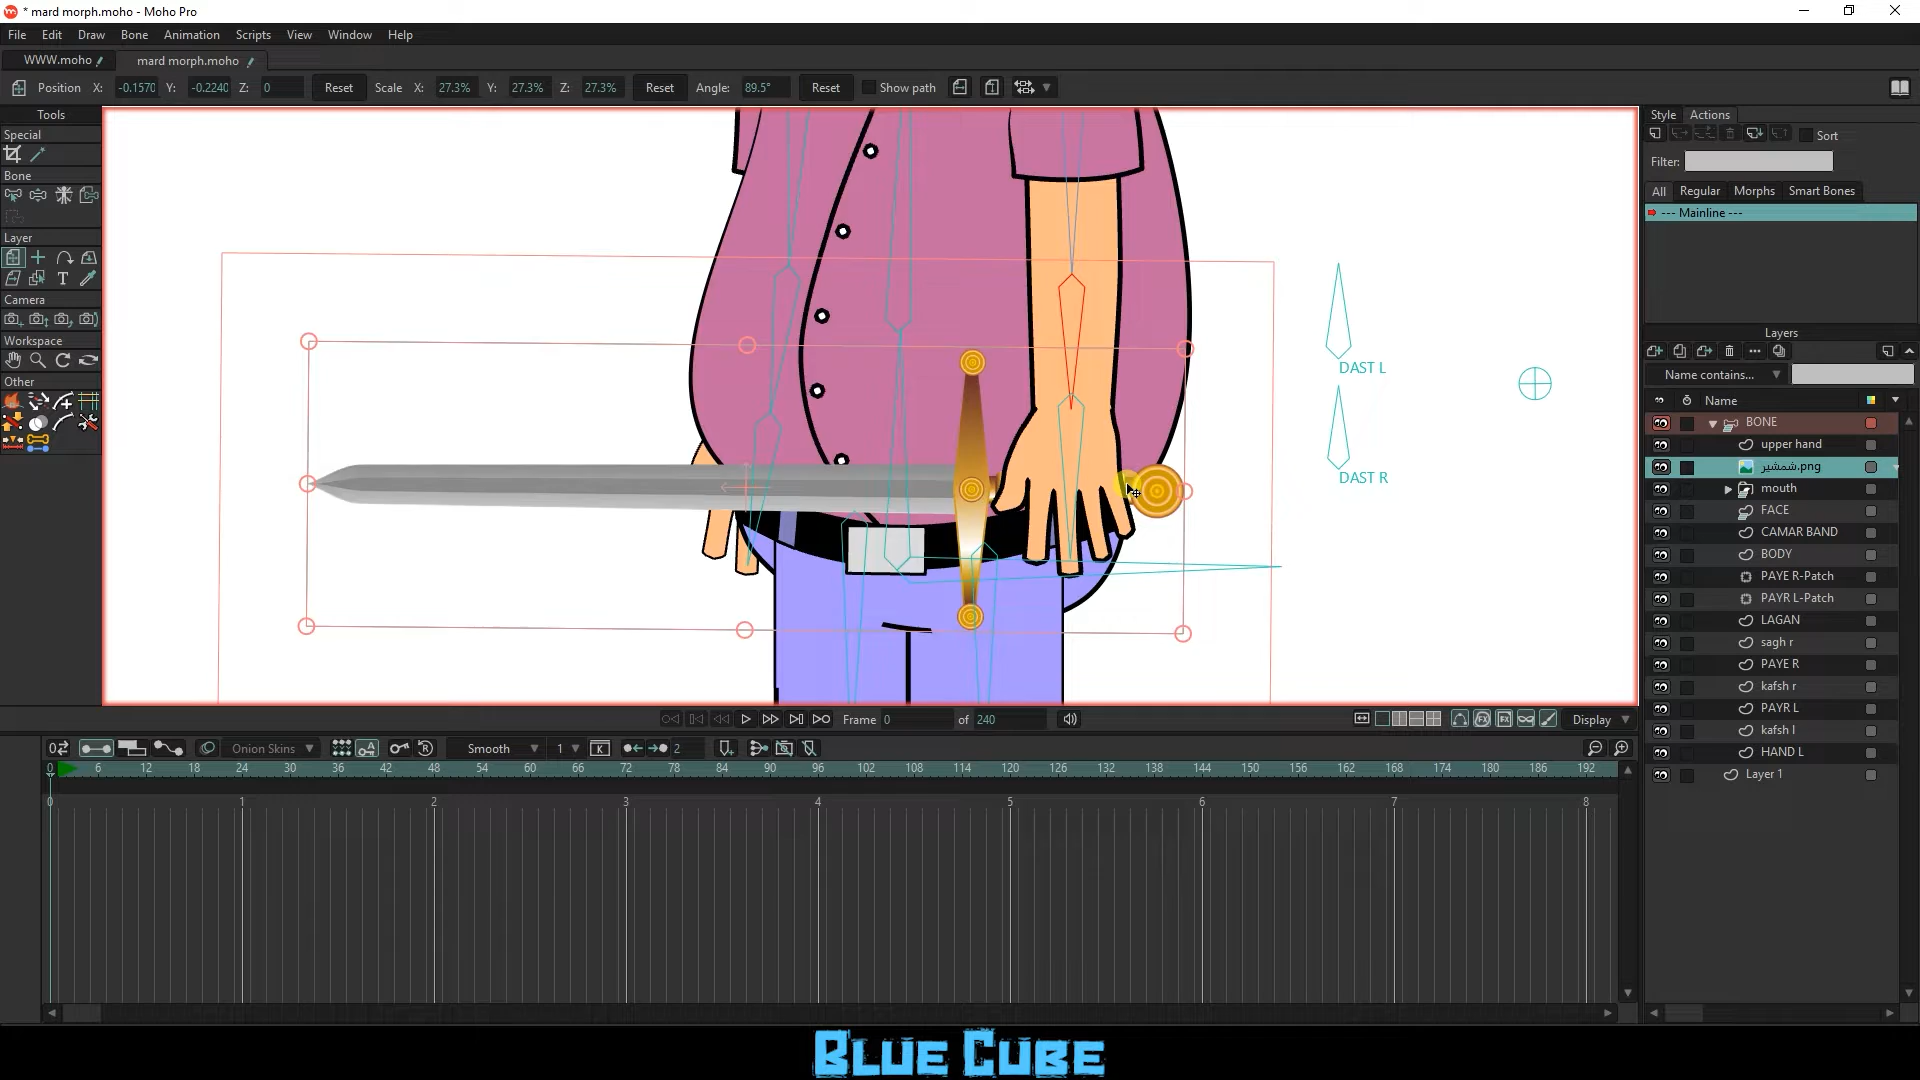 * mard morph.moho - Moho Pro
File Edit Draw Bone Animation Scripts View Window Help
WWW.moho mard morph.moho
Position X: -0.1570 Y: -0.2240 Z: 0 Reset Scale X: 27.3% Y: 27.3% Z: 27.3% Reset Angle: 89.5° Reset Show path
Tools
Special
Bone
Layer
T
Camera
Workspace
Other
DAST L
DAST R
Style Actions
Sort
Filter:
All Regular Morphs Smart Bones
--- Mainline ---
Layers
Name contains...
Name
BONE
upper hand
شمشیر.png
mouth
FACE
CAMAR BAND
BODY
PAYE R-Patch
PAYR L-Patch
LAGAN
sagh r
PAYE R
kafsh r
PAYR L
kafsh l
HAND L
Layer 1
Frame 0 of 240 Display
Onion Skins Smooth 1 K 2
0 6 12 18 24 30 36 42 48 54 60 66 72 78 84 90 96 102 108 114 120 126 132 138 144 150 156 162 168 174 180 186 192
0 1 2 3 4 5 6 7 8
BLUE CUBE